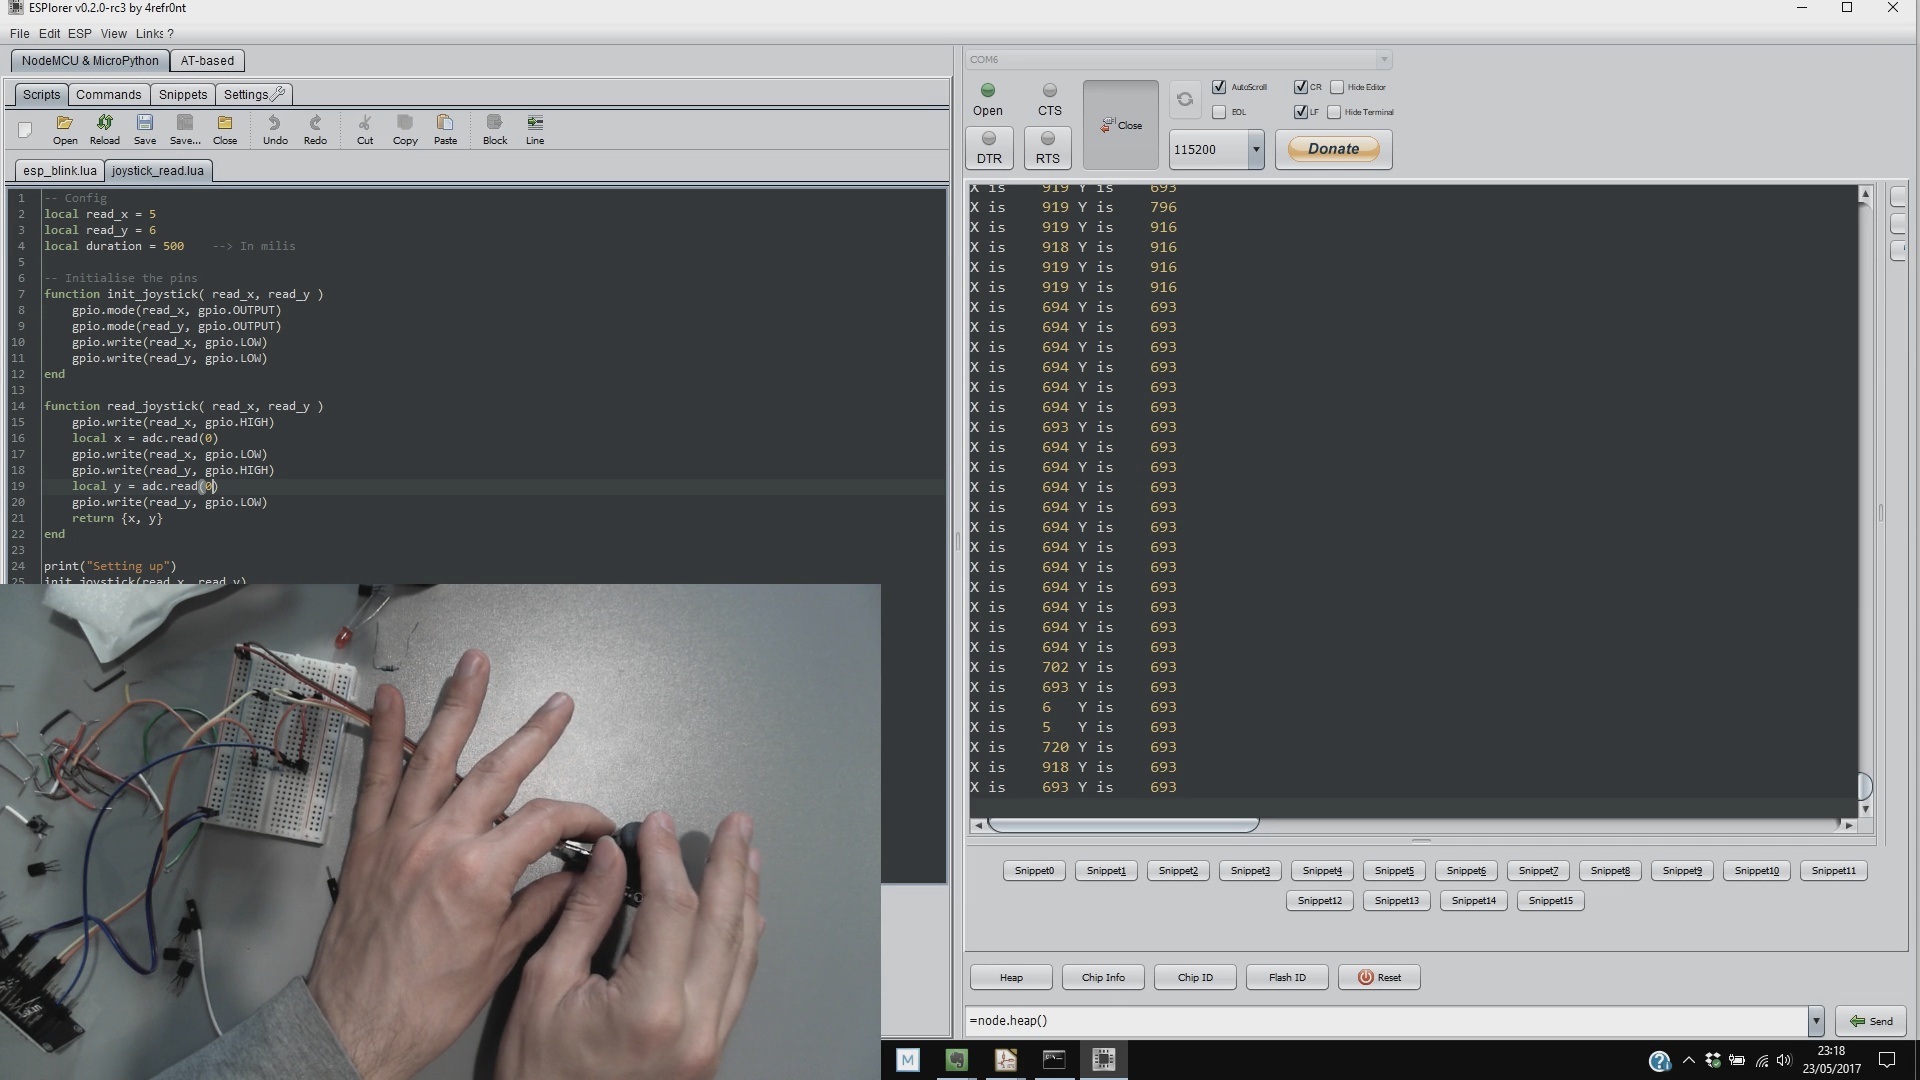 ESPlorer v0.2.0-rc3 by 4refr0nt
File Edit ESP View Links ?
NodeMCU & MicroPython AT-based
Scripts Commands Snippets Settings
Open Reload Save Save... Close Undo Redo Cut Copy Paste Block Line
esp_blink.lua joystick_read.lua
1 -- Config
2 local read_x = 5
3 local read_y = 6
4 local duration = 500 --> In milis
5
6 -- Initialise the pins
7 function init_joystick( read_x, read_y )
8 gpio.mode(read_x, gpio.OUTPUT)
9 gpio.mode(read_y, gpio.OUTPUT)
10 gpio.write(read_x, gpio.LOW)
11 gpio.write(read_y, gpio.LOW)
12 end
13
14 function read_joystick( read_x, read_y )
15 gpio.write(read_x, gpio.HIGH)
16 local x = adc.read(0)
17 gpio.write(read_x, gpio.LOW)
18 gpio.write(read_y, gpio.HIGH)
19 local y = adc.read(0)
20 gpio.write(read_y, gpio.LOW)
21 return {x, y}
22 end
23
24 print("Setting up")
25 init_joystick(read_x, read_y)
COM6
Open CTS Close AutoScroll CR Hide Editor
EOL LF Hide Terminal
DTR RTS 115200 Donate
X is 919 Y is 693
X is 919 Y is 796
X is 919 Y is 916
X is 918 Y is 916
X is 919 Y is 916
X is 919 Y is 916
X is 694 Y is 693
X is 694 Y is 693
X is 694 Y is 693
X is 694 Y is 693
X is 694 Y is 693
X is 694 Y is 693
X is 693 Y is 693
X is 694 Y is 693
X is 694 Y is 693
X is 694 Y is 693
X is 694 Y is 693
X is 694 Y is 693
X is 694 Y is 693
X is 694 Y is 693
X is 694 Y is 693
X is 694 Y is 693
X is 694 Y is 693
X is 694 Y is 693
X is 702 Y is 693
X is 693 Y is 693
X is 6 Y is 693
X is 5 Y is 693
X is 720 Y is 693
X is 918 Y is 693
X is 693 Y is 693
Snippet0 Snippet1 Snippet2 Snippet3 Snippet4 Snippet5 Snippet6 Snippet7 Snippet8 Snippet9 Snippet10 Snippet11
Snippet12 Snippet13 Snippet14 Snippet15
Heap Chip Info Chip ID Flash ID Reset
=node.heap() Send
M
23:18
23/05/2017